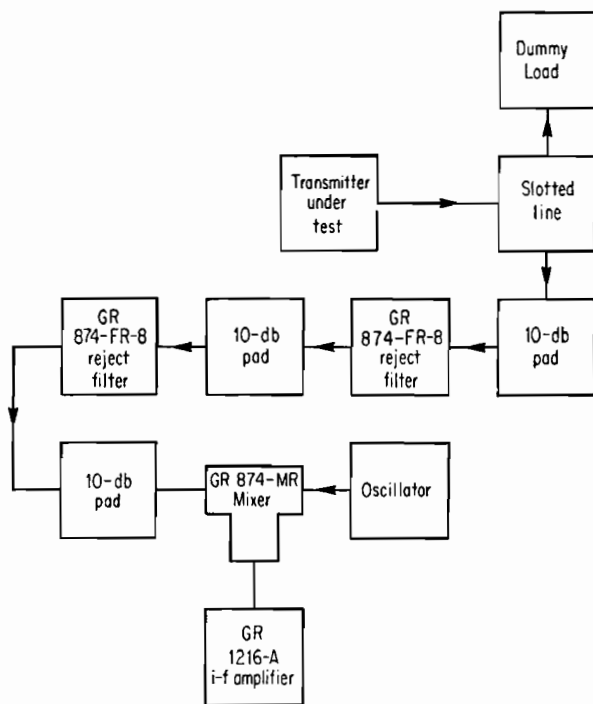 Dummy
Load
Transmitter
under
test
Slotted
line
GR
874-FR-8
reject
filter
10-db
pad
GR
874-FR-8
reject
filter
10-db
pad
10-db
pad
GR 874-MR
Mixer
Oscillator
GR
1216-A
i-f amplifier